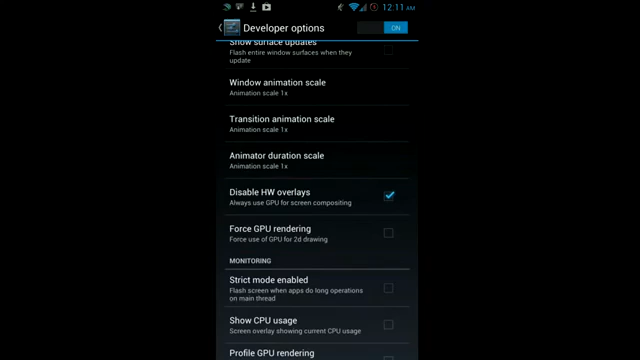 12:11 AM
Developer options
ON
Show surface updates
Flash entire window surfaces when they
update
Window animation scale
Animation scale 1x
Transition animation scale
Animation scale 1x
Animator duration scale
Animation scale 1x
Disable HW overlays
Always use GPU for screen compositing
Force GPU rendering
Force use of GPU for 2d drawing
MONITORING
Strict mode enabled
Flash screen when apps do long operations
on main thread
Show CPU usage
Screen overlay showing current CPU usage
Profile GPU rendering